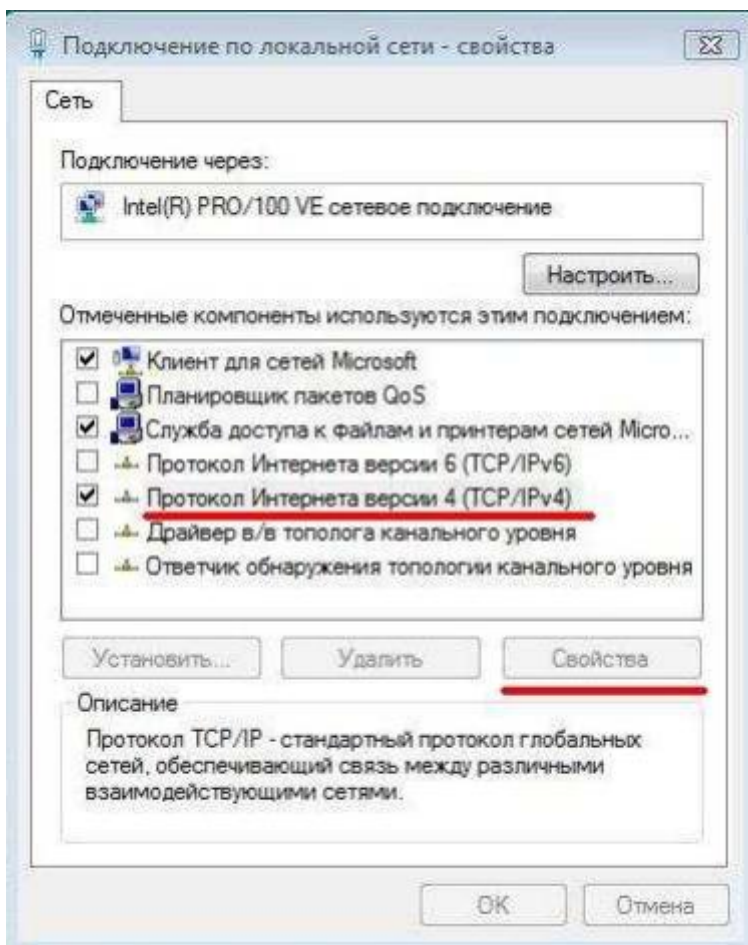 Подключение по локальной сети - свойства
Сеть
Подключение через:
Intel(R) PRO/100 VE сетевое подключение
Настроить...
Отмеченные компоненты используются этим подключением:
Клиент для сетей Microsoft
Планировщик пакетов QoS
Служба доступа к файлам и принтерам сетей Micro...
Протокол Интернета версии 6 (TCP/IPv6)
Протокол Интернета версии 4 (TCP/IPv4)
Драйвер в/в тополога канального уровня
Ответчик обнаружения топологии канального уровня
Установить...
Удалить
Свойства
Описание
Протокол TCP/IP - стандартный протокол глобальных
сетей, обеспечивающий связь между различными
взаимодействующими сетями.
OK
Отмена